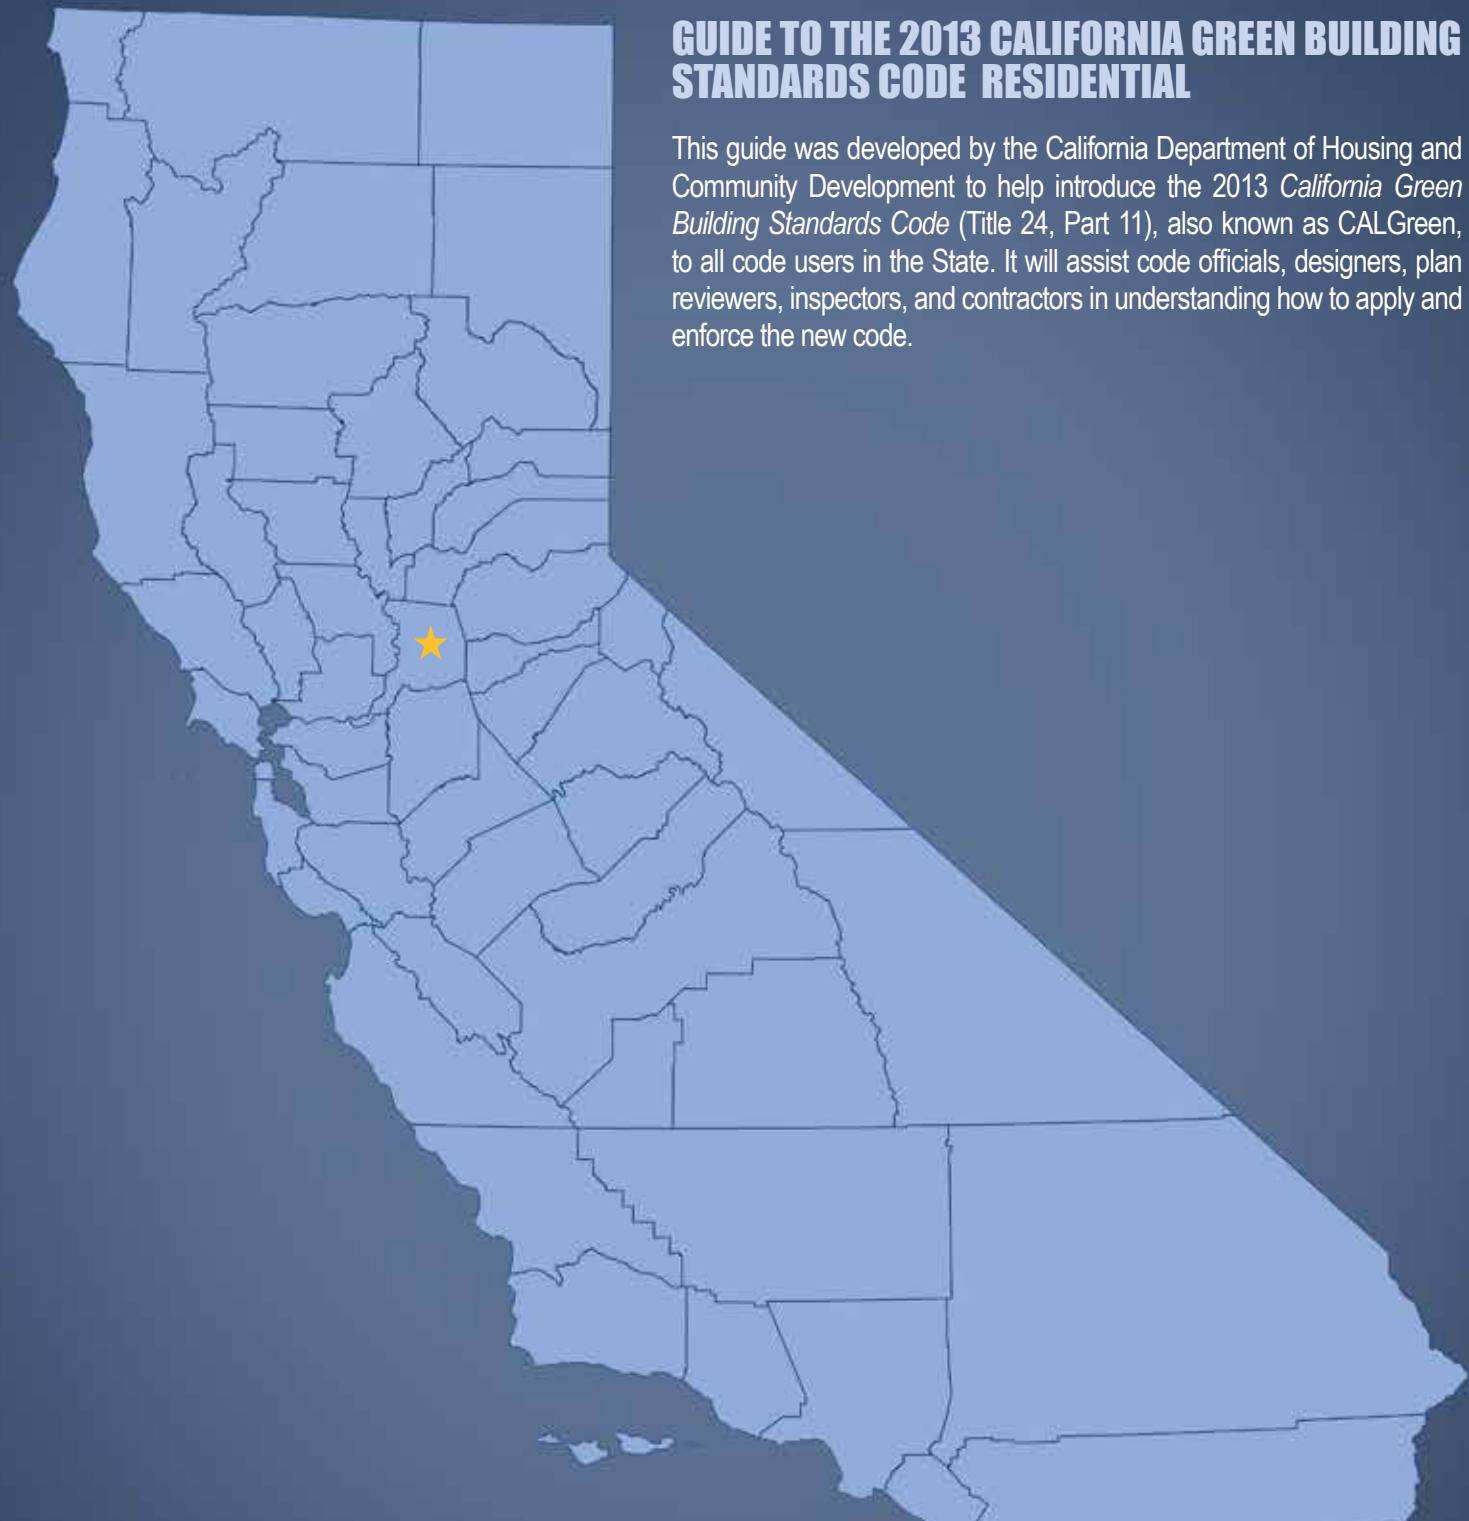 GUIDE TO THE 2013 CALIFORNIA GREEN BUILDING
STANDARDS CODE RESIDENTIAL
This guide was developed by the California Department of Housing and
Community Development to help introduce the 2013 California Green
Building Standards Code (Title 24, Part 11), also known as CALGreen,
to all code users in the State. It will assist code officials, designers, plan
reviewers, inspectors, and contractors in understanding how to apply and
enforce the new code.